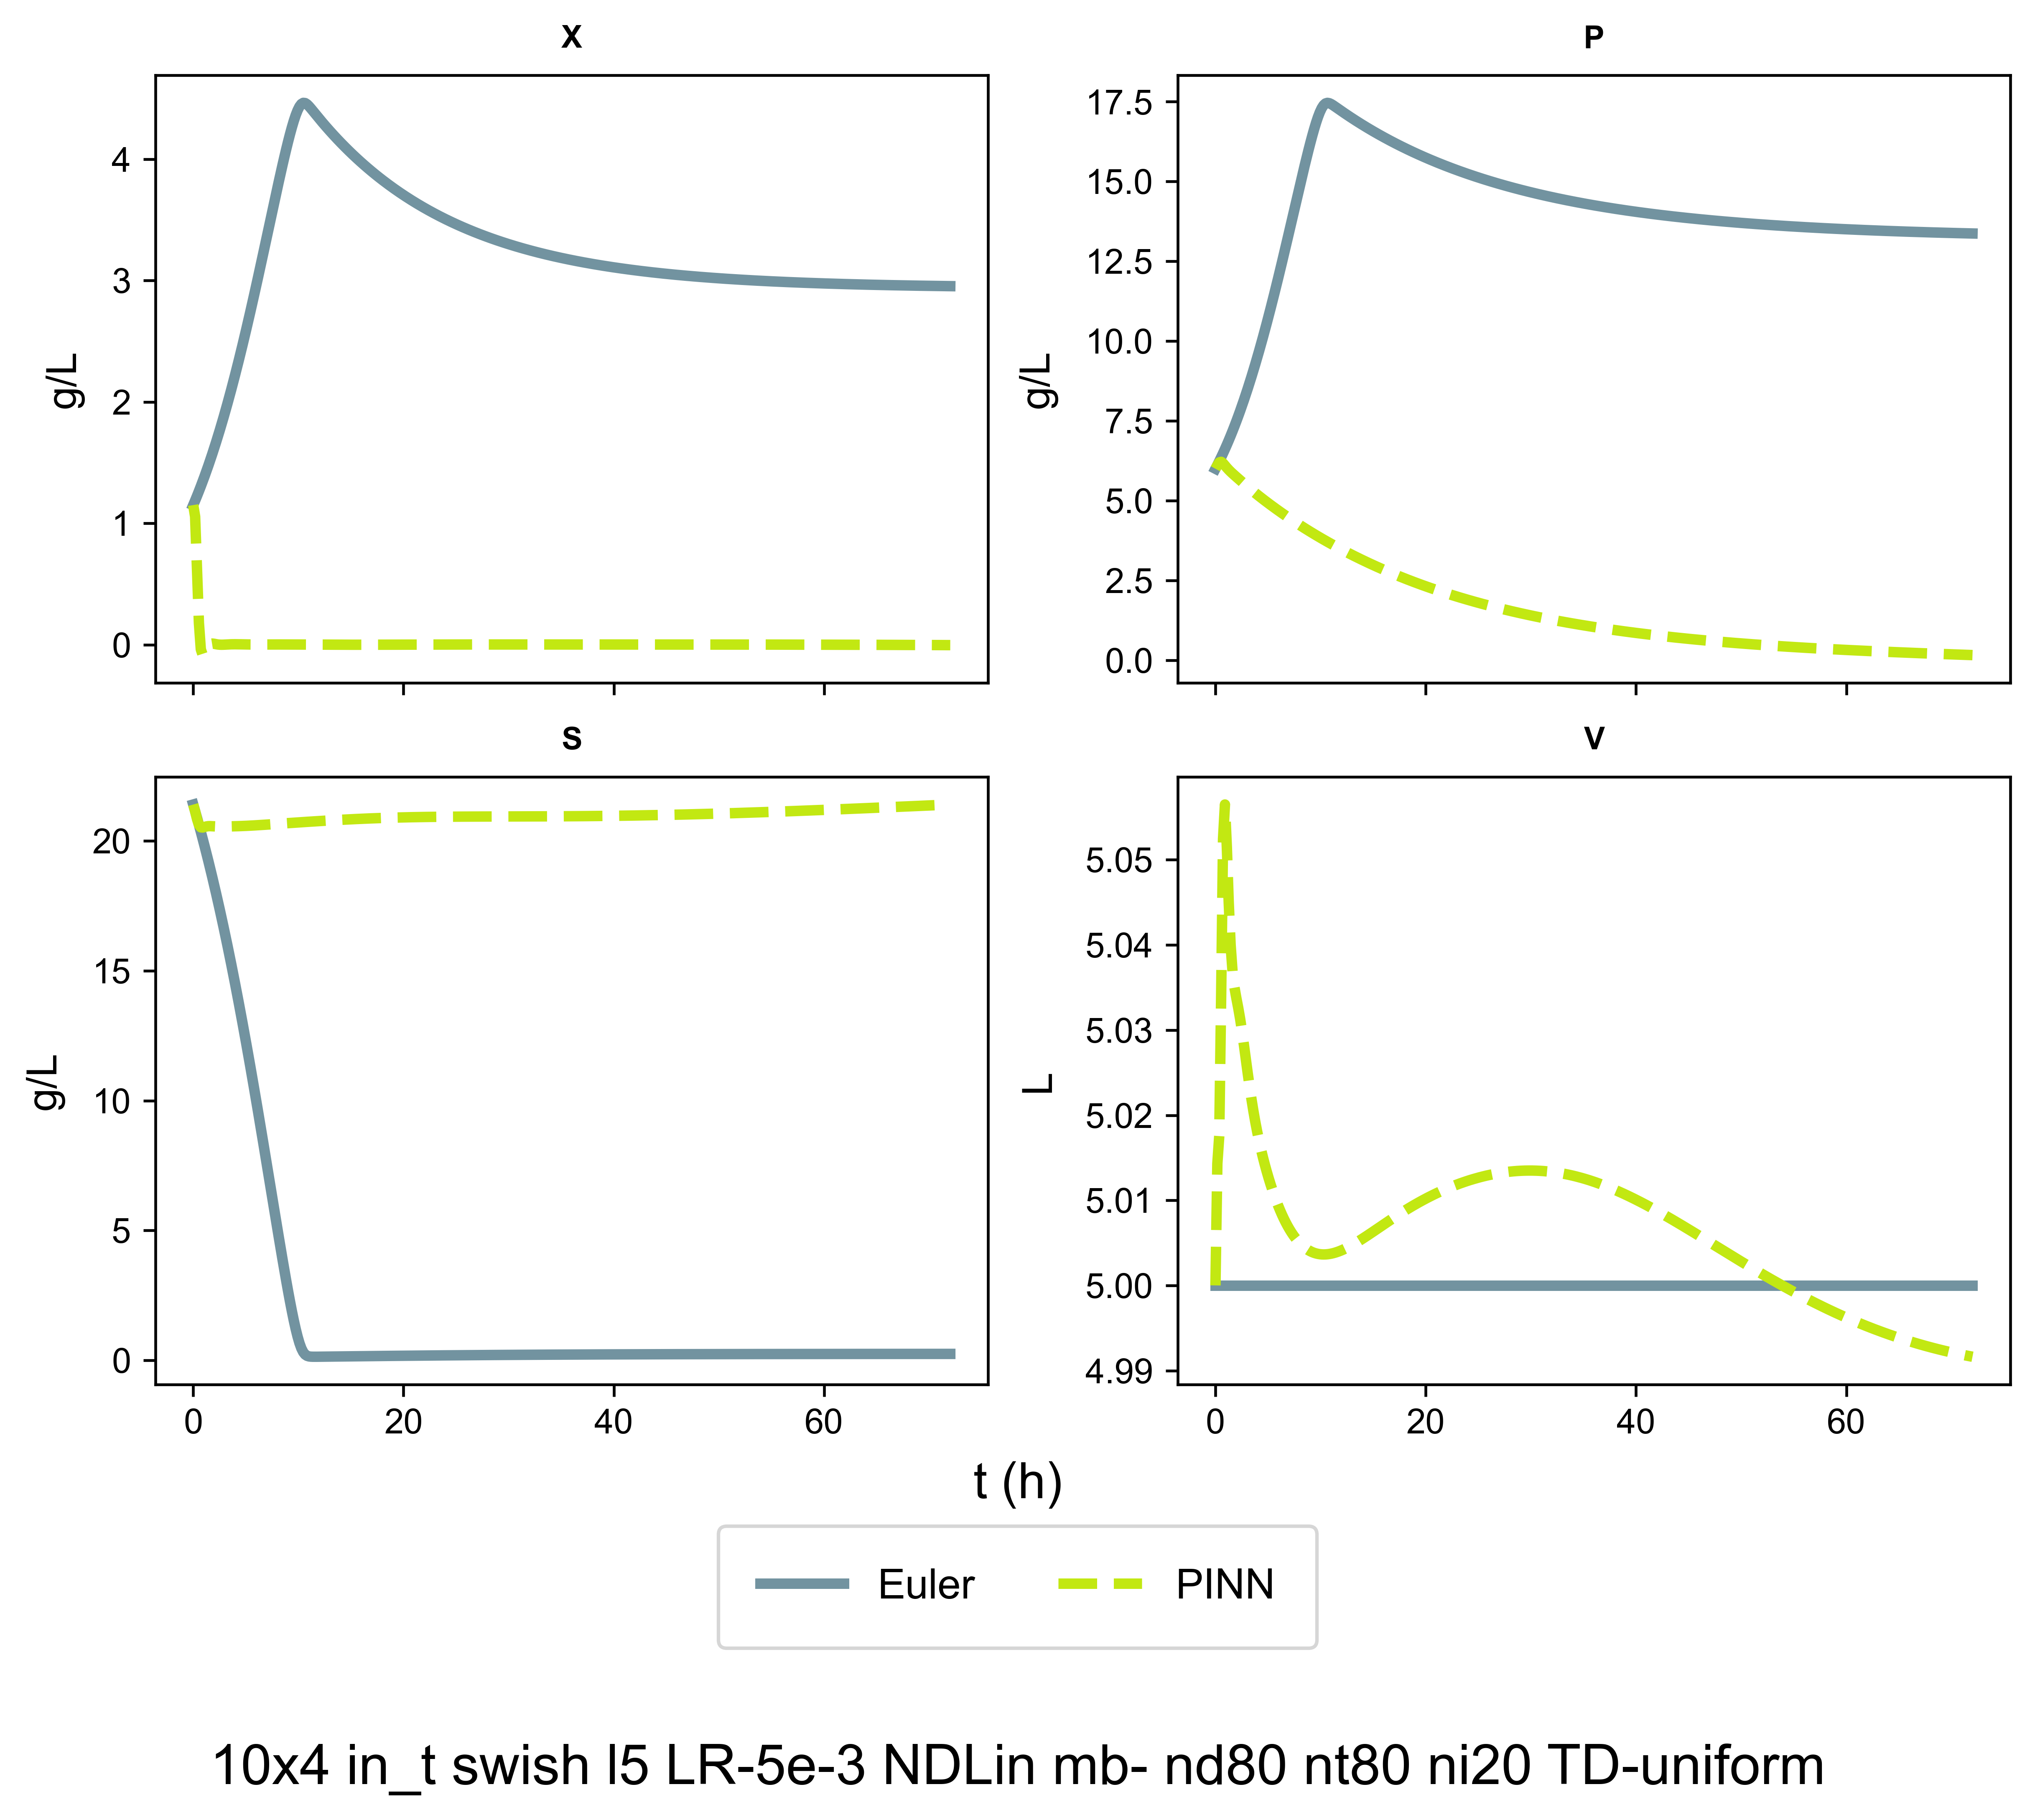 X
4
3
2
1
0
g/L
P
17.5
15.0
12.5
10.0
7.5
5.0
2.5
0.0
g/L
S
20
15
10
5
0
g/L
0 20 40 60
V
5.05
5.04
5.03
5.02
5.01
5.00
4.99
L
0 20 40 60
t (h)
Euler PINN
10x4 in_t swish l5 LR-5e-3 NDLin mb- nd80 nt80 ni20 TD-uniform